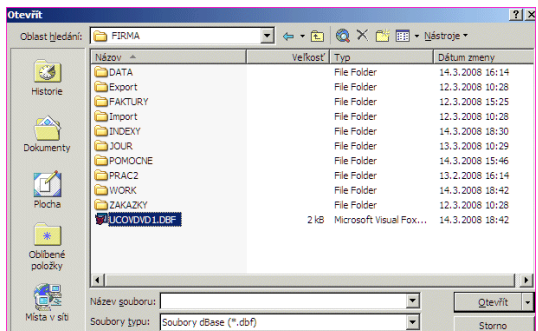 Otevřít
Oblast hledání: FIRMA Nástroje
Názov Veľkosť Typ Dátum zmeny
DATA File Folder 14.3.2008 16:14
Export File Folder 12.3.2008 10:28
FAKTURY File Folder 12.3.2008 15:25
Import File Folder 12.3.2008 10:28
INDEXY File Folder 14.3.2008 18:30
JOUR File Folder 13.3.2008 10:29
POMOCNE File Folder 14.3.2008 15:46
PRAC2 File Folder 13.2.2008 16:14
WORK File Folder 14.3.2008 18:42
ZAKAZKY File Folder 12.3.2008 10:28
UCOVDVD1.DBF 2 kB Microsoft Visual Fox... 14.3.2008 18:42
Historie
Dokumenty
Plocha
Oblíbené
položky
Místa v síti
Název souboru: Otevřít
Soubory typu: Soubory dBase (*.dbf) Storno